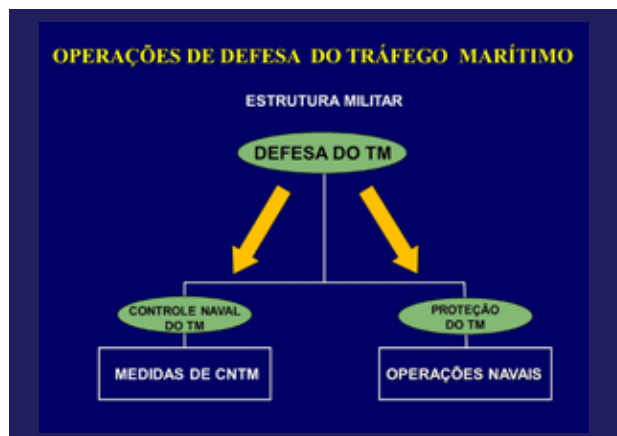 OPERAÇÕES DE DEFESA DO TRÁFEGO MARÍTIMO
ESTRUTURA MILITAR
DEFESA DO TM
CONTROLE NAVAL
DO TM
PROTEÇÃO
DO TM
MEDIDAS DE CNTM
OPERAÇÕES NAVAIS